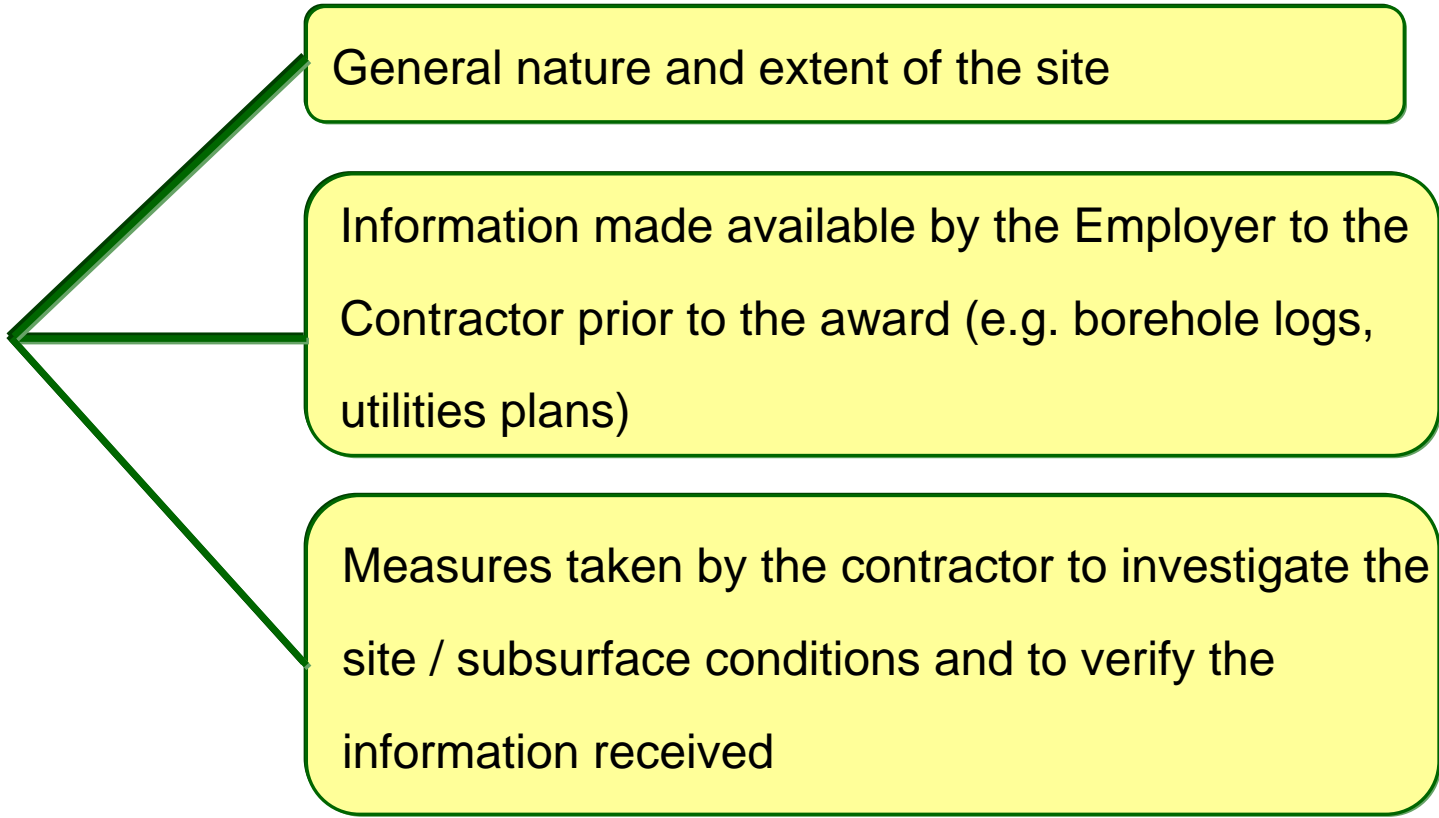 General nature and extent of the site
Information made available by the Employer to the
Contractor prior to the award (e.g. borehole logs,
utilities plans)
Measures taken by the contractor to investigate the
site / subsurface conditions and to verify the
information received